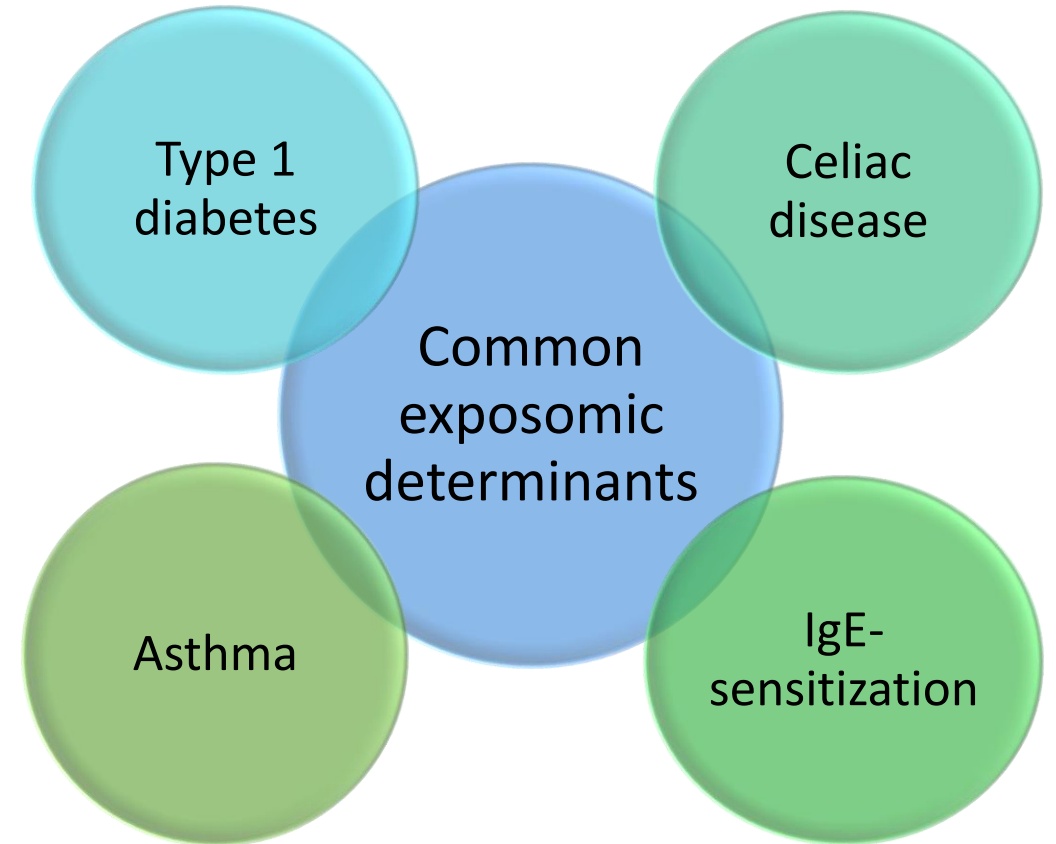 Type 1
diabetes
Celiac
disease
Common
exposomic
determinants
Asthma
IgE-
sensitization